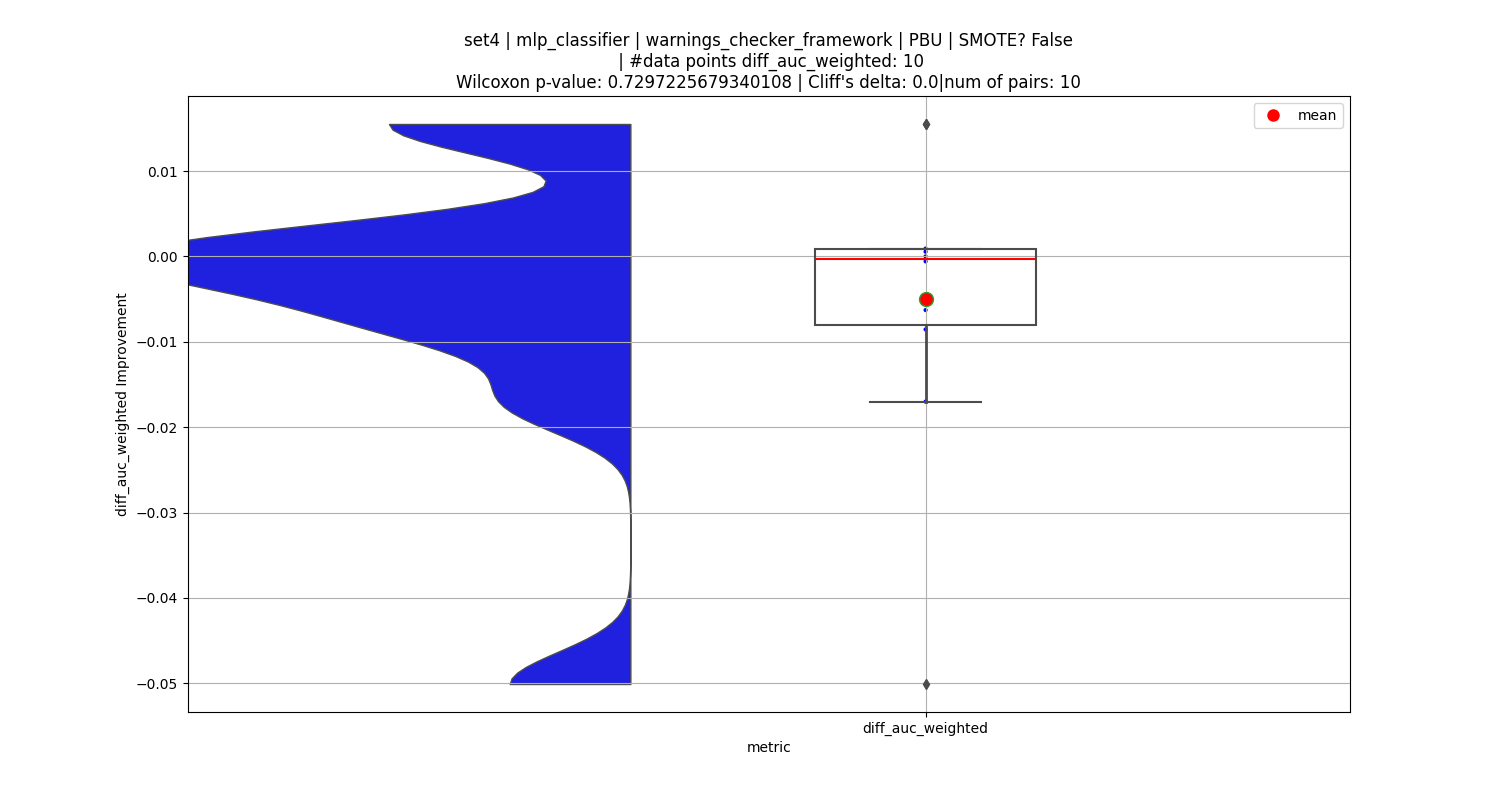 set4 | mlp_classifier | warnings_checker_framework | PBU | SMOTE? False
| #data points diff_auc_weighted: 10
Wilcoxon p-value: 0.7297225679340108 | Cliff's delta: 0.0|num of pairs: 10
mean
0.01
0.00
−0.01
−0.02
−0.03
−0.04
−0.05
diff_auc_weighted Improvement
diff_auc_weighted
metric